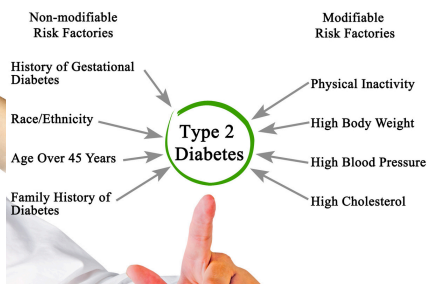 Non-modifiable
Risk Factories
History of Gestational
Diabetes
Race/Ethnicity
Age Over 45 Years
Family History of
Diabetes
Type 2
Diabetes
Modifiable
Risk Factories
Physical Inactivity
High Body Weight
High Blood Pressure
High Cholesterol